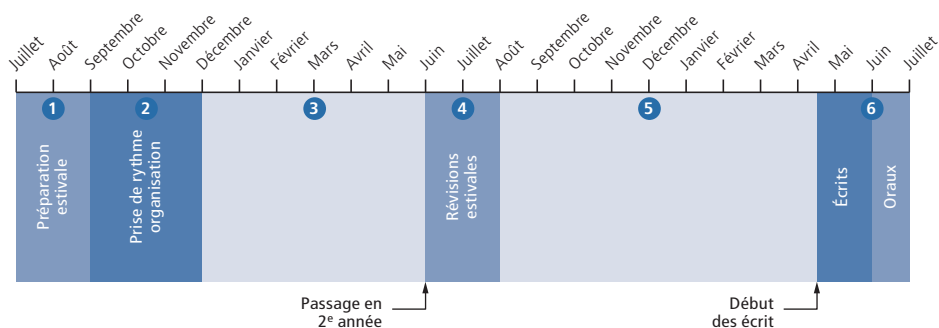 Juillet
Août
Septembre
Octobre
Novembre
Décembre
Janvier
Février
Mars
Avril
Mai
Juin
Juillet
Août
Septembre
Octobre
Novembre
Décembre
Janvier
Février
Mars
Avril
Mai
Juin
Juillet
1
2
3
4
5
6
Préparation
estivale
Prise de rythme
organisation
Révisions
estivales
Écrits
Oraux
Passage en
2e année
Début
des écrit